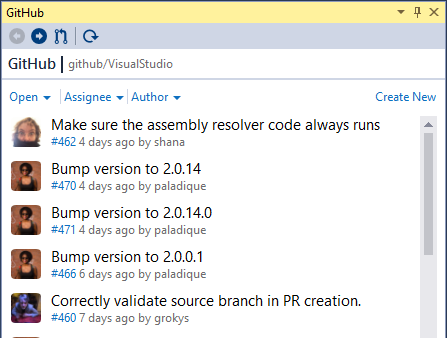 GitHub
GitHub | github/VisualStudio
Open Assignee Author Create New
Make sure the assembly resolver code always runs
#462 4 days ago by shana
Bump version to 2.0.14
#470 4 days ago by paladique
Bump version to 2.0.14.0
#471 4 days ago by paladique
Bump version to 2.0.0.1
#466 6 days ago by paladique
Correctly validate source branch in PR creation.
#460 7 days ago by grokys